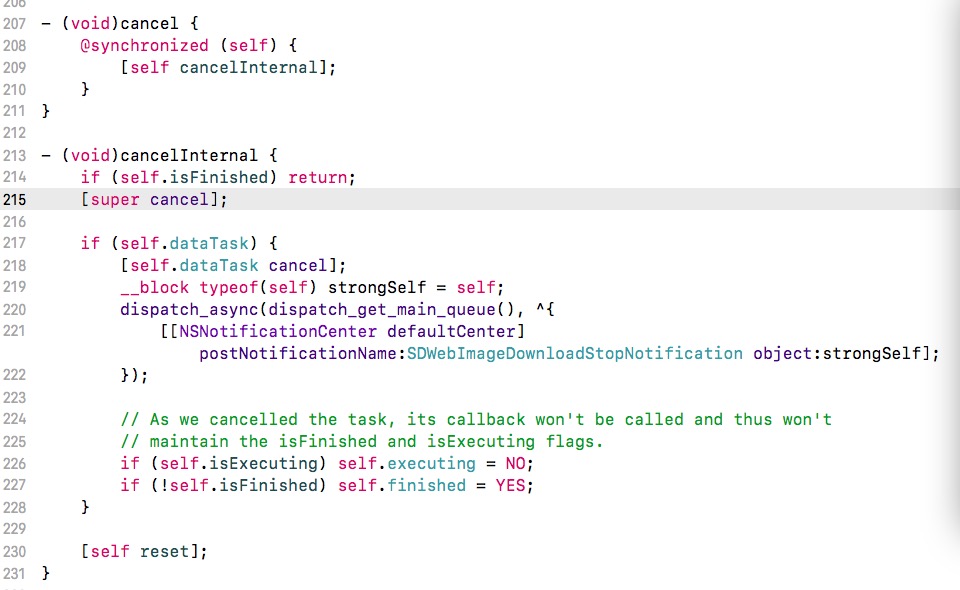 206
207 - (void)cancel {
208     @synchronized (self) {
209         [self cancelInternal];
210     }
211 }
212
213 - (void)cancelInternal {
214     if (self.isFinished) return;
215     [super cancel];
216
217     if (self.dataTask) {
218         [self.dataTask cancel];
219         __block typeof(self) strongSelf = self;
220         dispatch_async(dispatch_get_main_queue(), ^{
221             [[NSNotificationCenter defaultCenter]
                postNotificationName:SDWebImageDownloadStopNotification object:strongSelf];
222         });
223
224         // As we cancelled the task, its callback won't be called and thus won't
225         // maintain the isFinished and isExecuting flags.
226         if (self.isExecuting) self.executing = NO;
227         if (!self.isFinished) self.finished = YES;
228     }
229
230     [self reset];
231 }